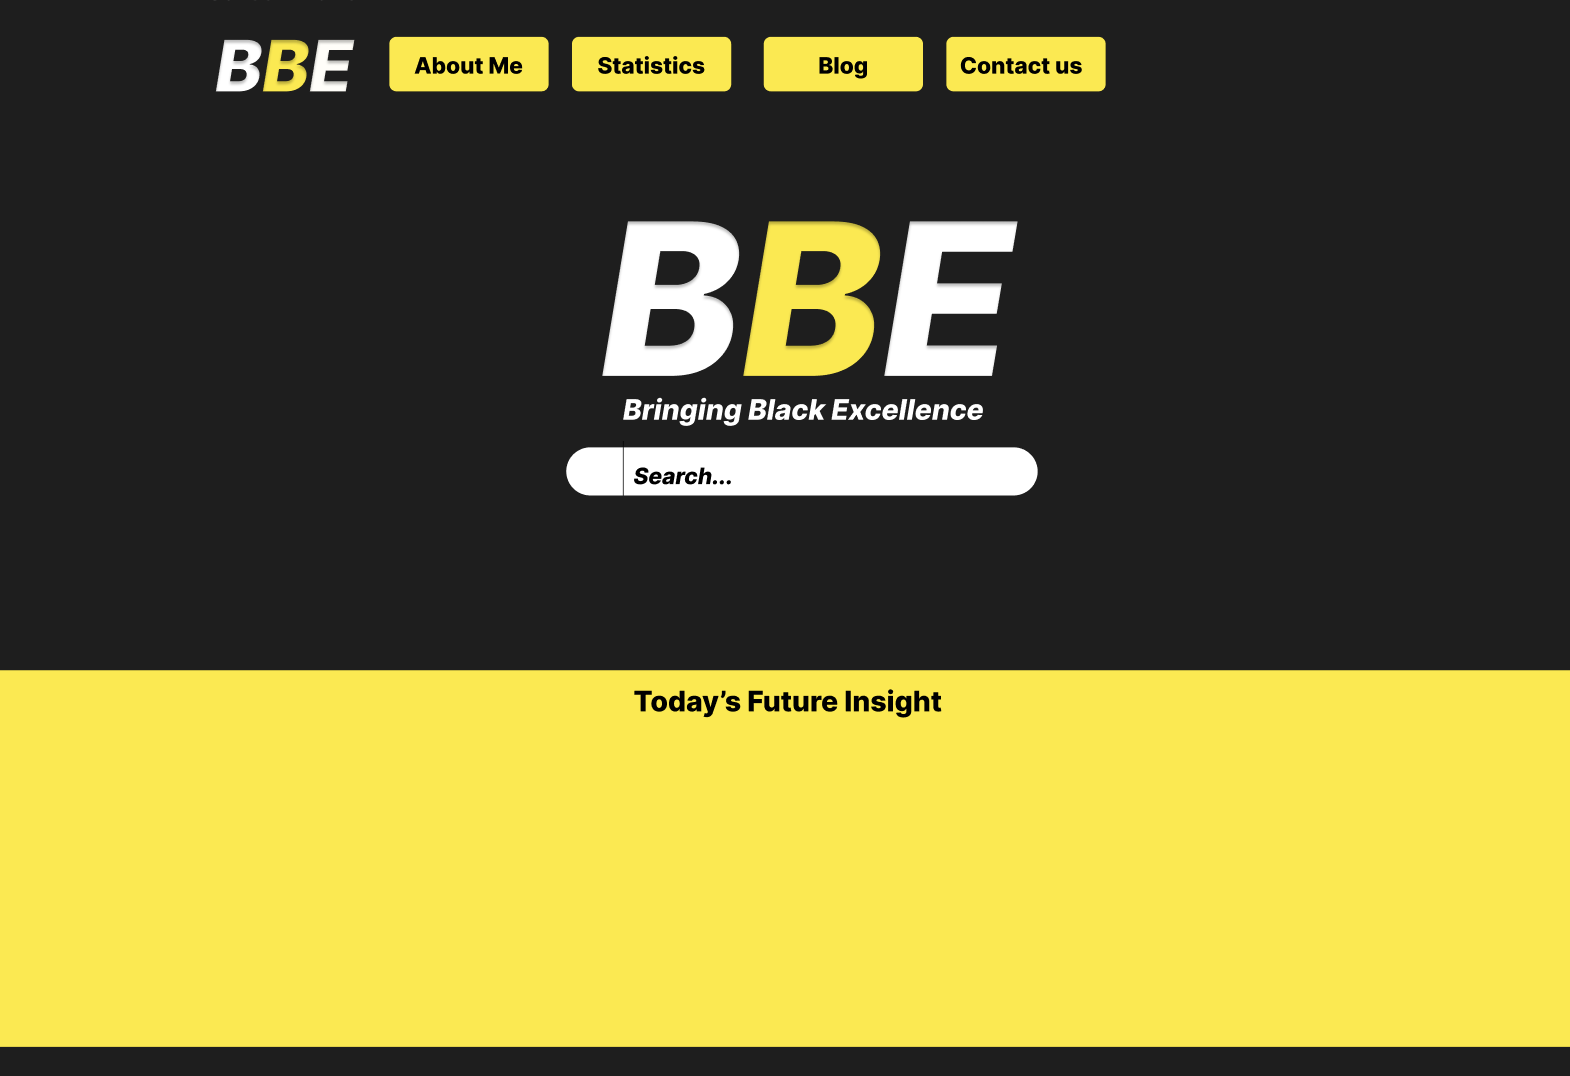 BBE About Me Statistics Blog Contact us
BBE
Bringing Black Excellence
Search...
Today’s Future Insight